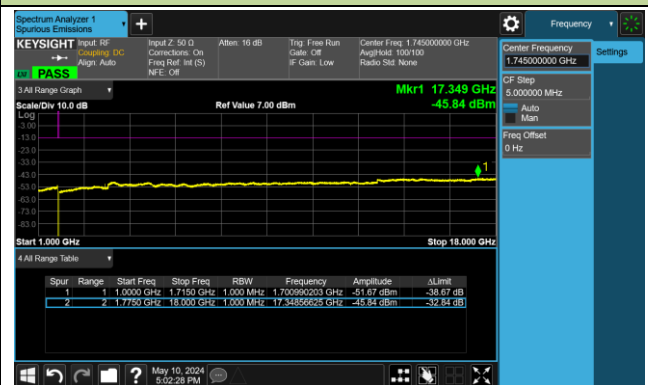 Spectrum Analyzer 1
Spurious Emissions
Frequency
KEYSIGHT Input: RF Input Z: 50 Ω Atten: 16 dB Trig: Free Run Center Freq: 1.745000000 GHz
Coupling: DC Corrections: On Gate: Off Avg|Hold: 100/100
Align: Auto Freq Ref: Int (S) IF Gain: Low Radio Std: None
PASS NFE: Off
Center Frequency
1.745000000 GHz
Settings
CF Step
5.000000 MHz
Auto
Man
Freq Offset
0 Hz
3 All Range Graph
Mkr1 17.349 GHz
Scale/Div 10.0 dB Ref Value 7.00 dBm -45.84 dBm
Log
-3.00
-13.0
-23.0
-33.0
-43.0
-53.0
-63.0
-73.0
-83.0
1
Start 1.000 GHz Stop 18.000 GHz
4 All Range Table
Spur Range Start Freq Stop Freq RBW Frequency Amplitude ΔLimit
1 1 1.0000 GHz 1.7150 GHz 1.000 MHz 1.700990203 GHz -51.67 dBm -38.67 dB
2 2 1.7750 GHz 18.000 GHz 1.000 MHz 17.34856625 GHz -45.84 dBm -32.84 dB
?
May 10, 2024
5:02:28 PM